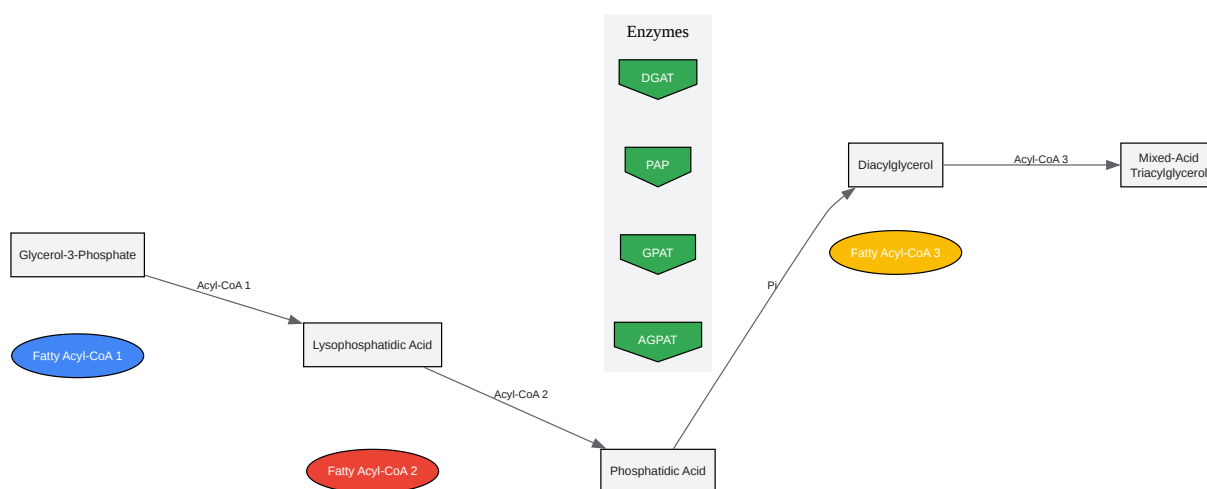 Enzymes
DGAT
PAP
GPAT
AGPAT
Glycerol-3-Phosphate
Acyl-CoA 1
Fatty Acyl-CoA 1
Lysophosphatidic Acid
Acyl-CoA 2
Fatty Acyl-CoA 2
Phosphatidic Acid
Pi
Diacylglycerol
Acyl-CoA 3
Fatty Acyl-CoA 3
Mixed-Acid
Triacylglycerol